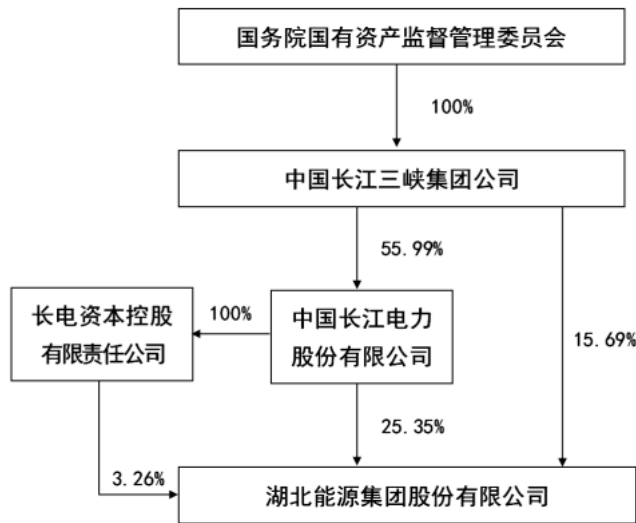 国务院国有资产监督管理委员会
100%
中国长江三峡集团公司
55.99%
长电资本控股
有限责任公司
100%
中国长江电力
股份有限公司
15.69%
25.35%
3.26%
湖北能源集团股份有限公司